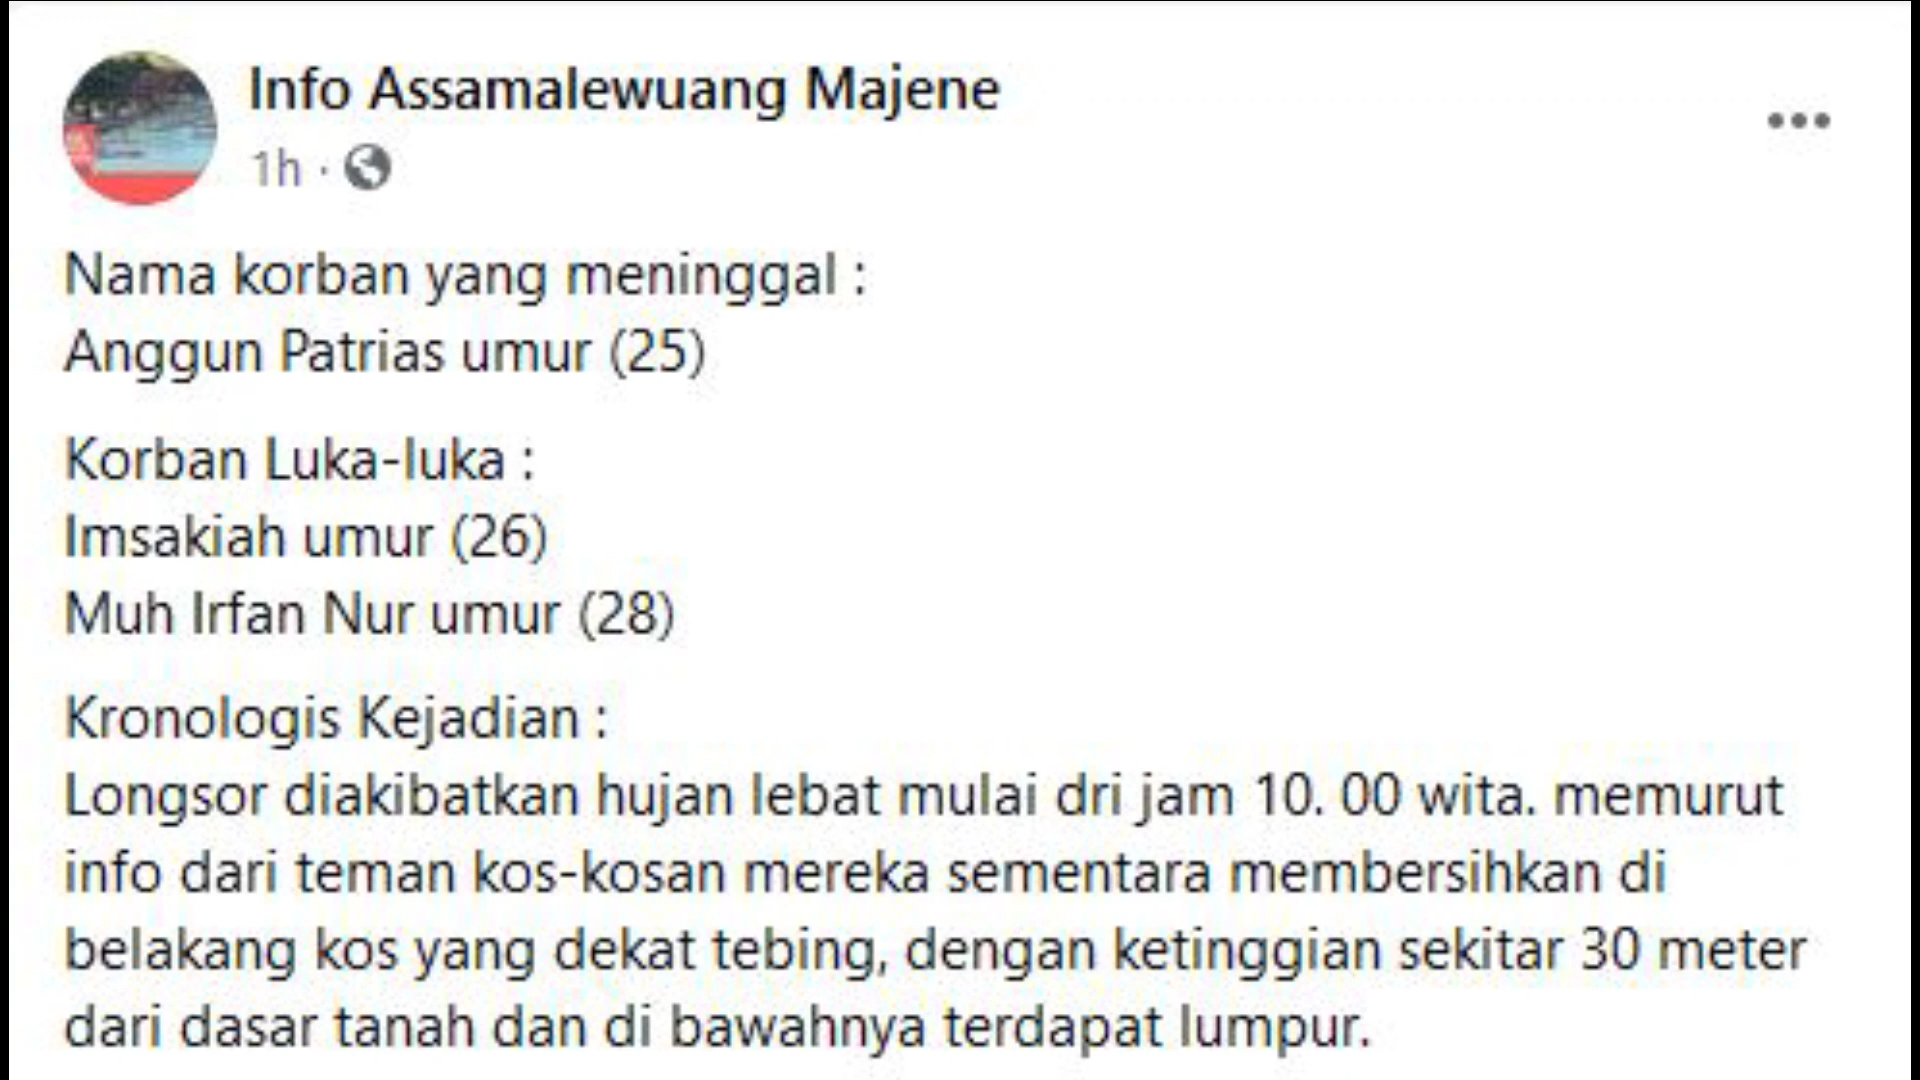 Info Assamalewuang Majene
1h ·
Nama korban yang meninggal :
Anggun Patrias umur (25)
Korban Luka-luka :
Imsakiah umur (26)
Muh Irfan Nur umur (28)
Kronologis Kejadian :
Longsor diakibatkan hujan lebat mulai dri jam 10. 00 wita. memurut
info dari teman kos-kosan mereka sementara membersihkan di
belakang kos yang dekat tebing, dengan ketinggian sekitar 30 meter
dari dasar tanah dan di bawahnya terdapat lumpur.